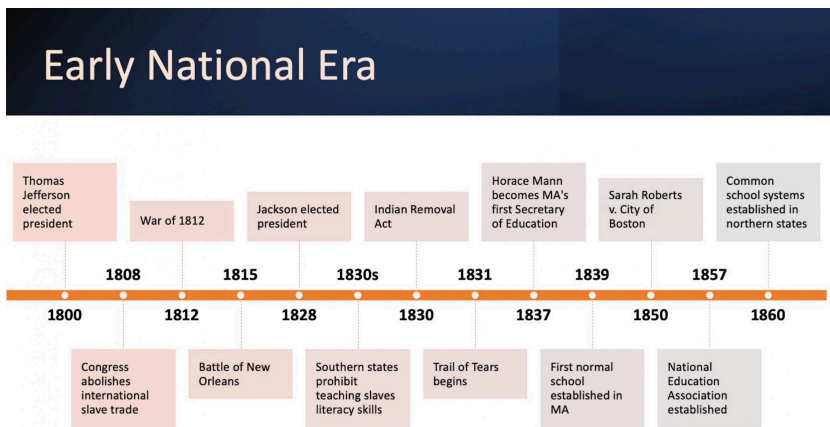 Early National Era
Thomas
Jefferson
elected
president
War of 1812
Jackson elected
president
Indian Removal
Act
Horace Mann
becomes MA's
first Secretary
of Education
Sarah Roberts
v. City of
Boston
Common
school systems
established in
northern states
1808
1815
1830s
1831
1839
1857
1800
1812
1828
1830
1837
1850
1860
Congress
abolishes
international
slave trade
Battle of New
Orleans
Southern states
prohibit
teaching slaves
literacy skills
Trail of Tears
begins
First normal
school
established in
MA
National
Education
Association
established